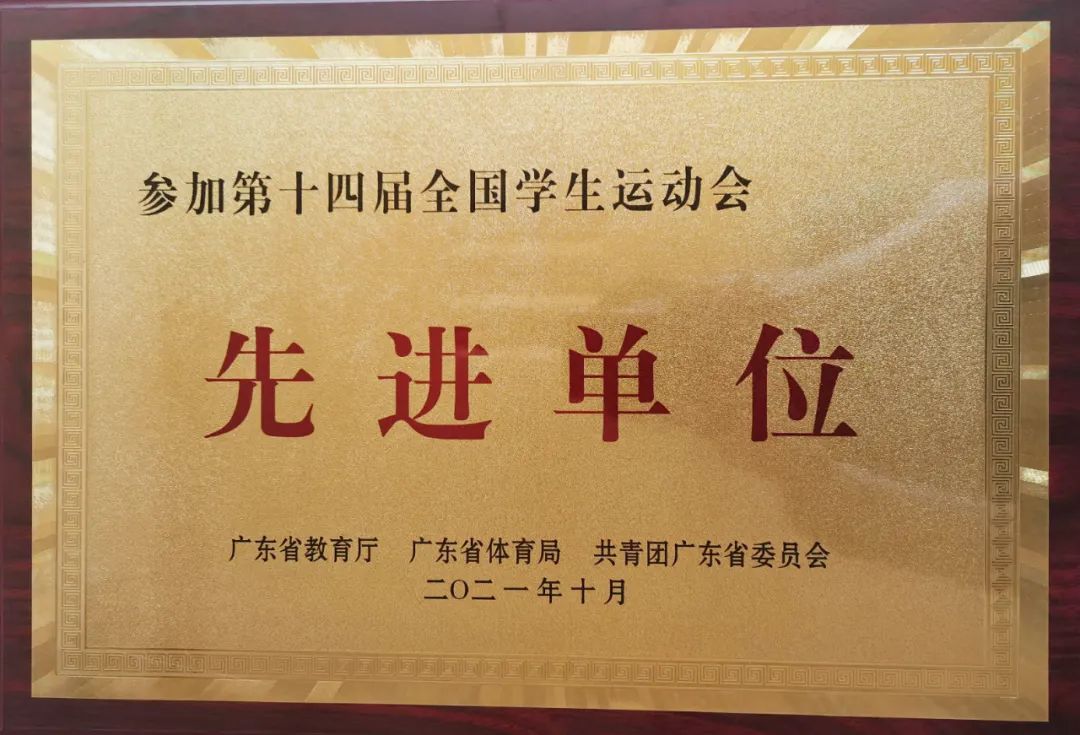 参加第十四届全国学生运动会
先进单位
广东省教育厅 广东省体育局 共青团广东省委员会
二〇二一年十月